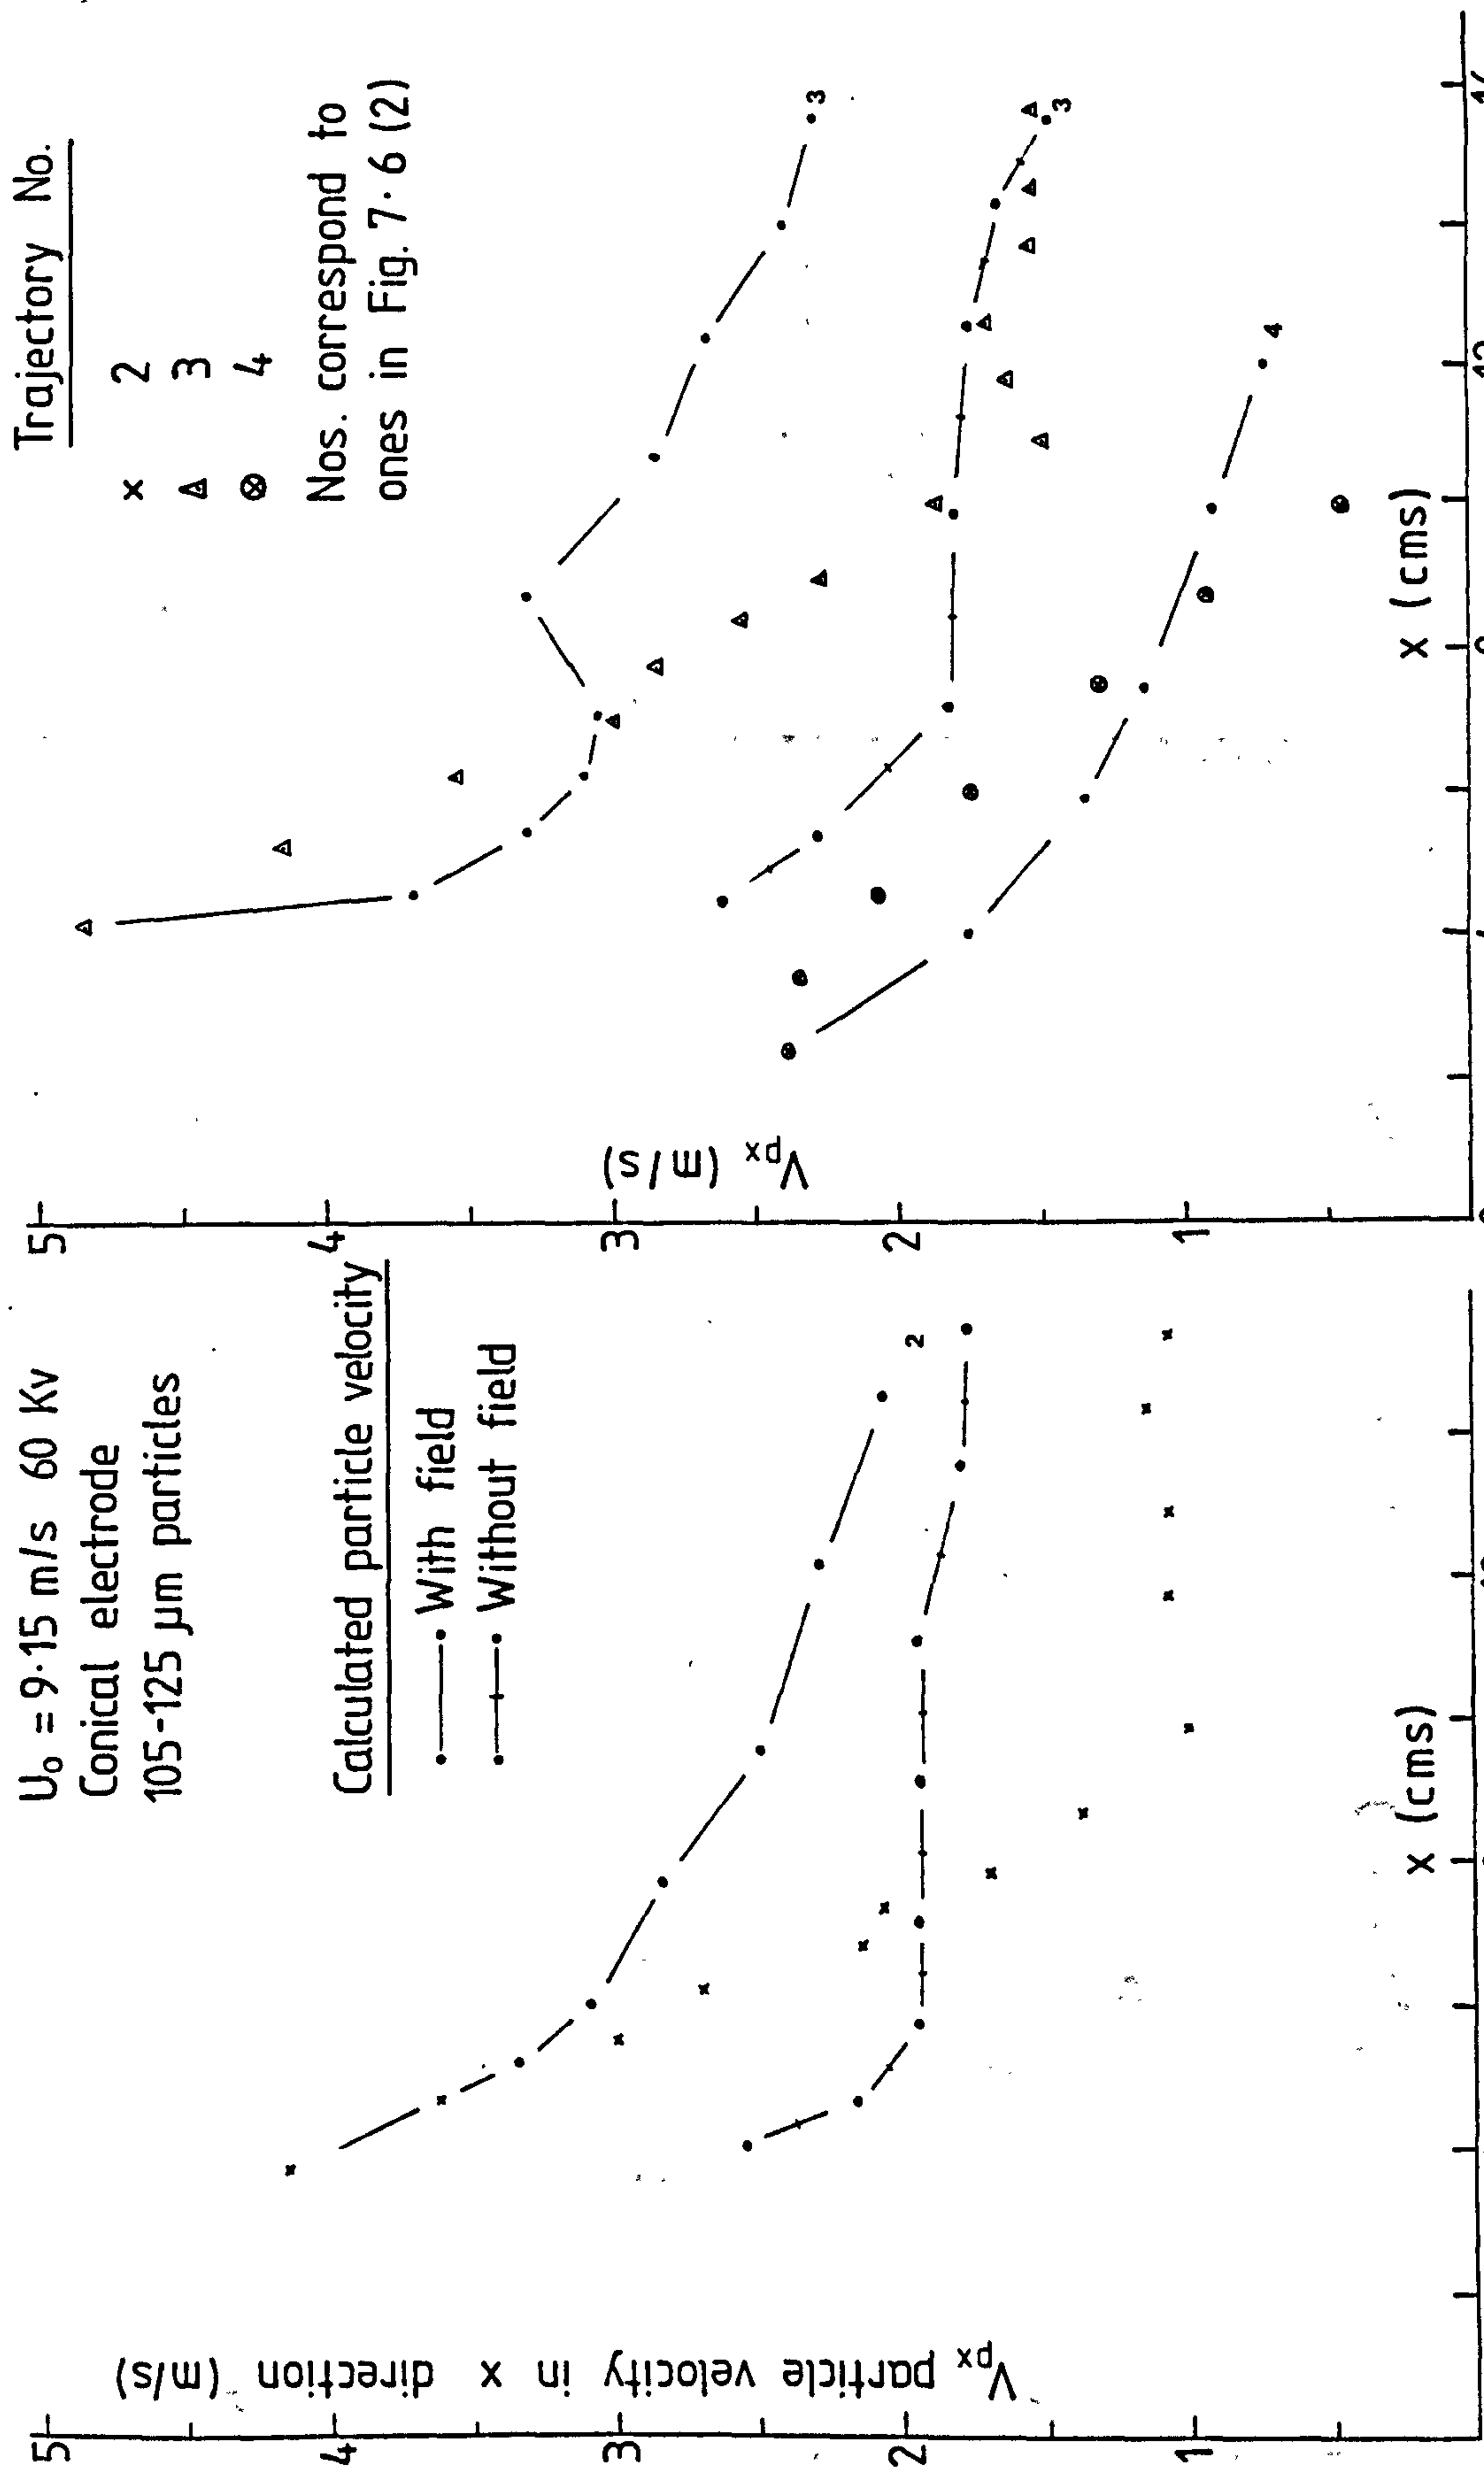 U₀ = 9·15 m/s 60 Kv
Conical electrode
105-125 µm particles
Calculated particle velocity
With field
Without field
Vpx particle velocity in x direction (m/s)
5
4
3
2
1
2
x (cms)
Trajectory No.
x 2
△ 3
⊗ 4
Nos. correspond to
ones in Fig. 7·6 (2)
Vpx (m/s)
5
4
3
2
1
3
3
4
x (cms)